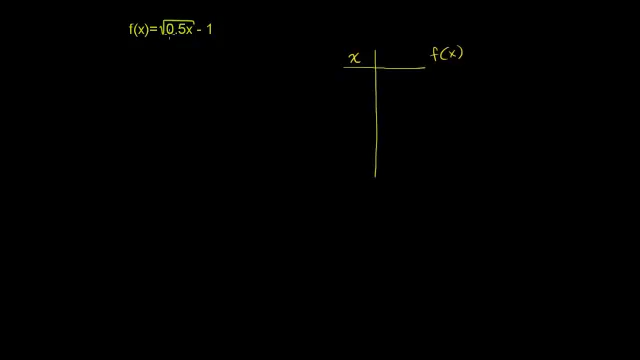 f(x)=√0.5x - 1
x f(x)